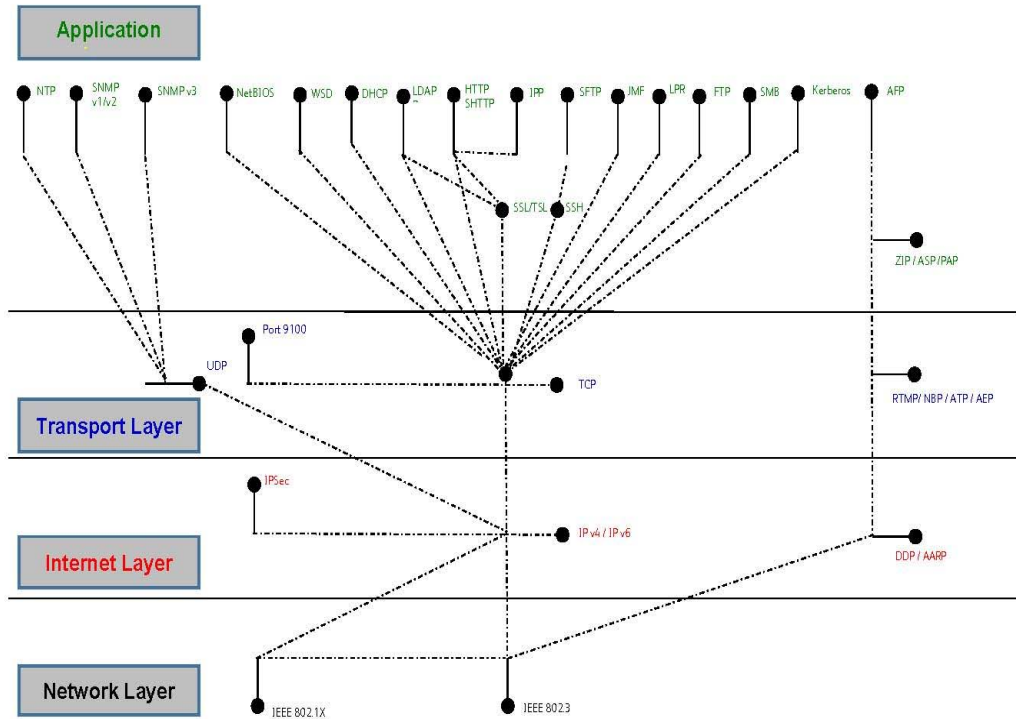 Application
NTP
SNMP
v1/v2
SNMP v3
NetBIOS
WSD
DHCP
LDAP
~
HTTP
SHTTP
IPP
SFTP
JMF
LPR
FTP
SMB
Kerberos
AFP
SSL/TSL
SSH
ZIP / ASP /PAP
Port 9100
UDP
TCP
RTMP/ NBP / ATP / AEP
Transport Layer
IPSec
IP v4 / IP v6
Internet Layer
DDP / AARP
Network Layer
IEEE 802.1X
IEEE 802.3